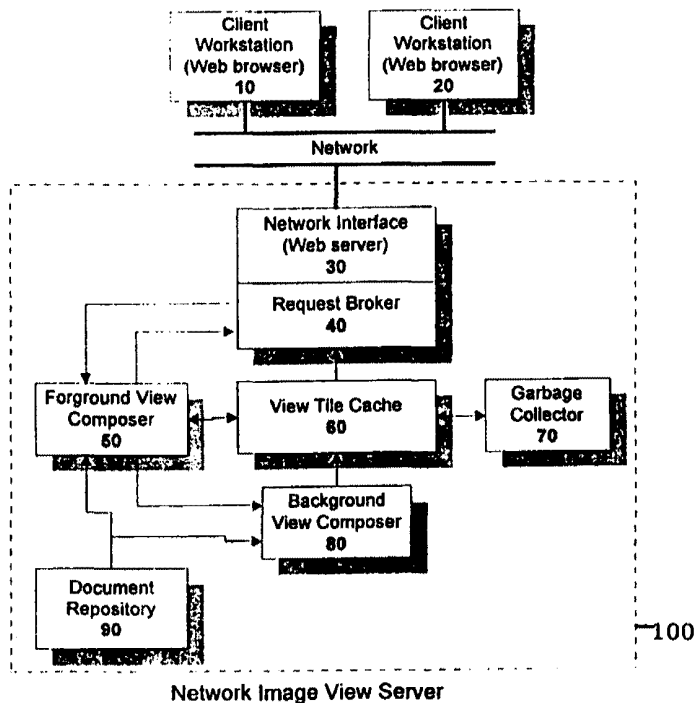 Client
Workstation
(Web browser)
10
Client
Workstation
(Web browser)
20
Network
Network Interface
(Web server)
30
Request Broker
40
Forground View
Composer
50
View Tile Cache
60
Garbage
Collector
70
Background
View Composer
80
Document
Repository
90
100
Network Image View Server